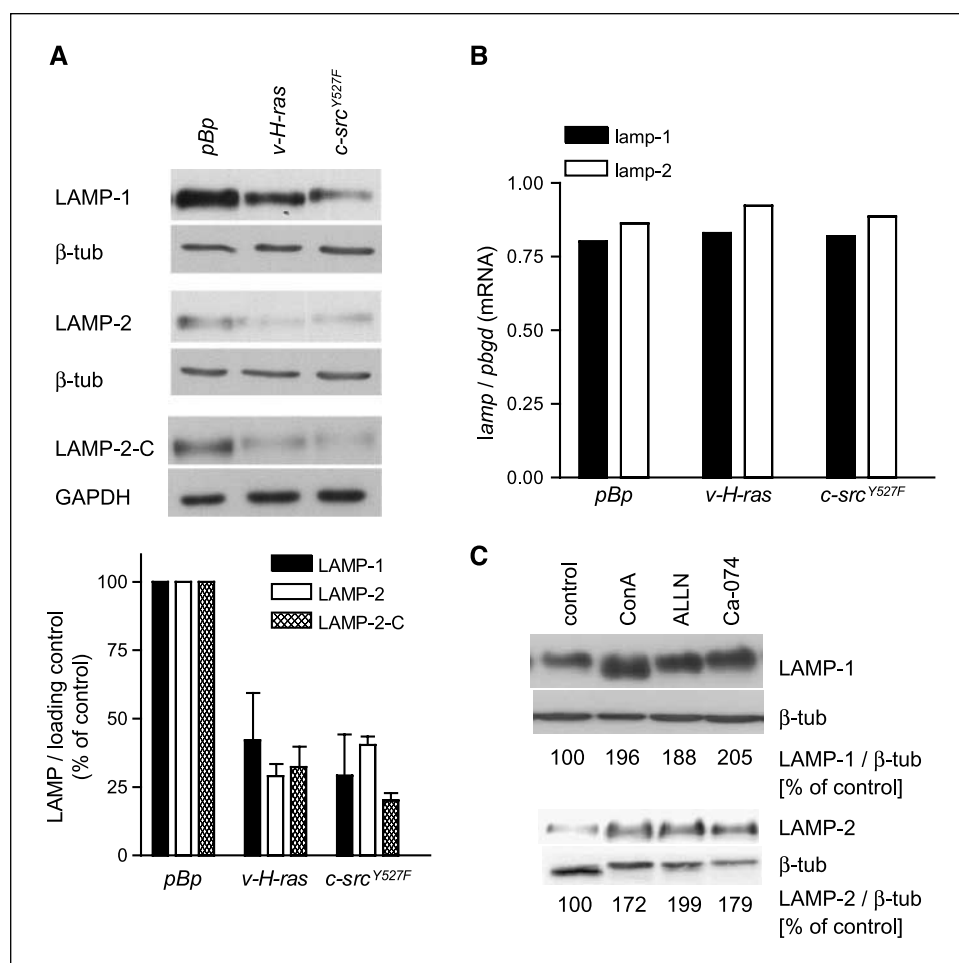 A
pBp
v-H-ras
c-src^Y527F
LAMP-1
β-tub
LAMP-2
β-tub
LAMP-2-C
GAPDH
LAMP-1
LAMP-2
LAMP-2-C
LAMP / loading control
(% of control)
100
75
50
25
0
pBp
v-H-ras
c-src^Y527F
B
lamp-1
lamp-2
lamp / pbgd (mRNA)
1.00
0.75
0.50
0.25
0.00
pBp
v-H-ras
c-src^Y527F
C
control
ConA
ALLN
Ca-074
LAMP-1
β-tub
100 196 188 205 LAMP-1 / β-tub
[% of control]
LAMP-2
β-tub
100 172 199 179 LAMP-2 / β-tub
[% of control]